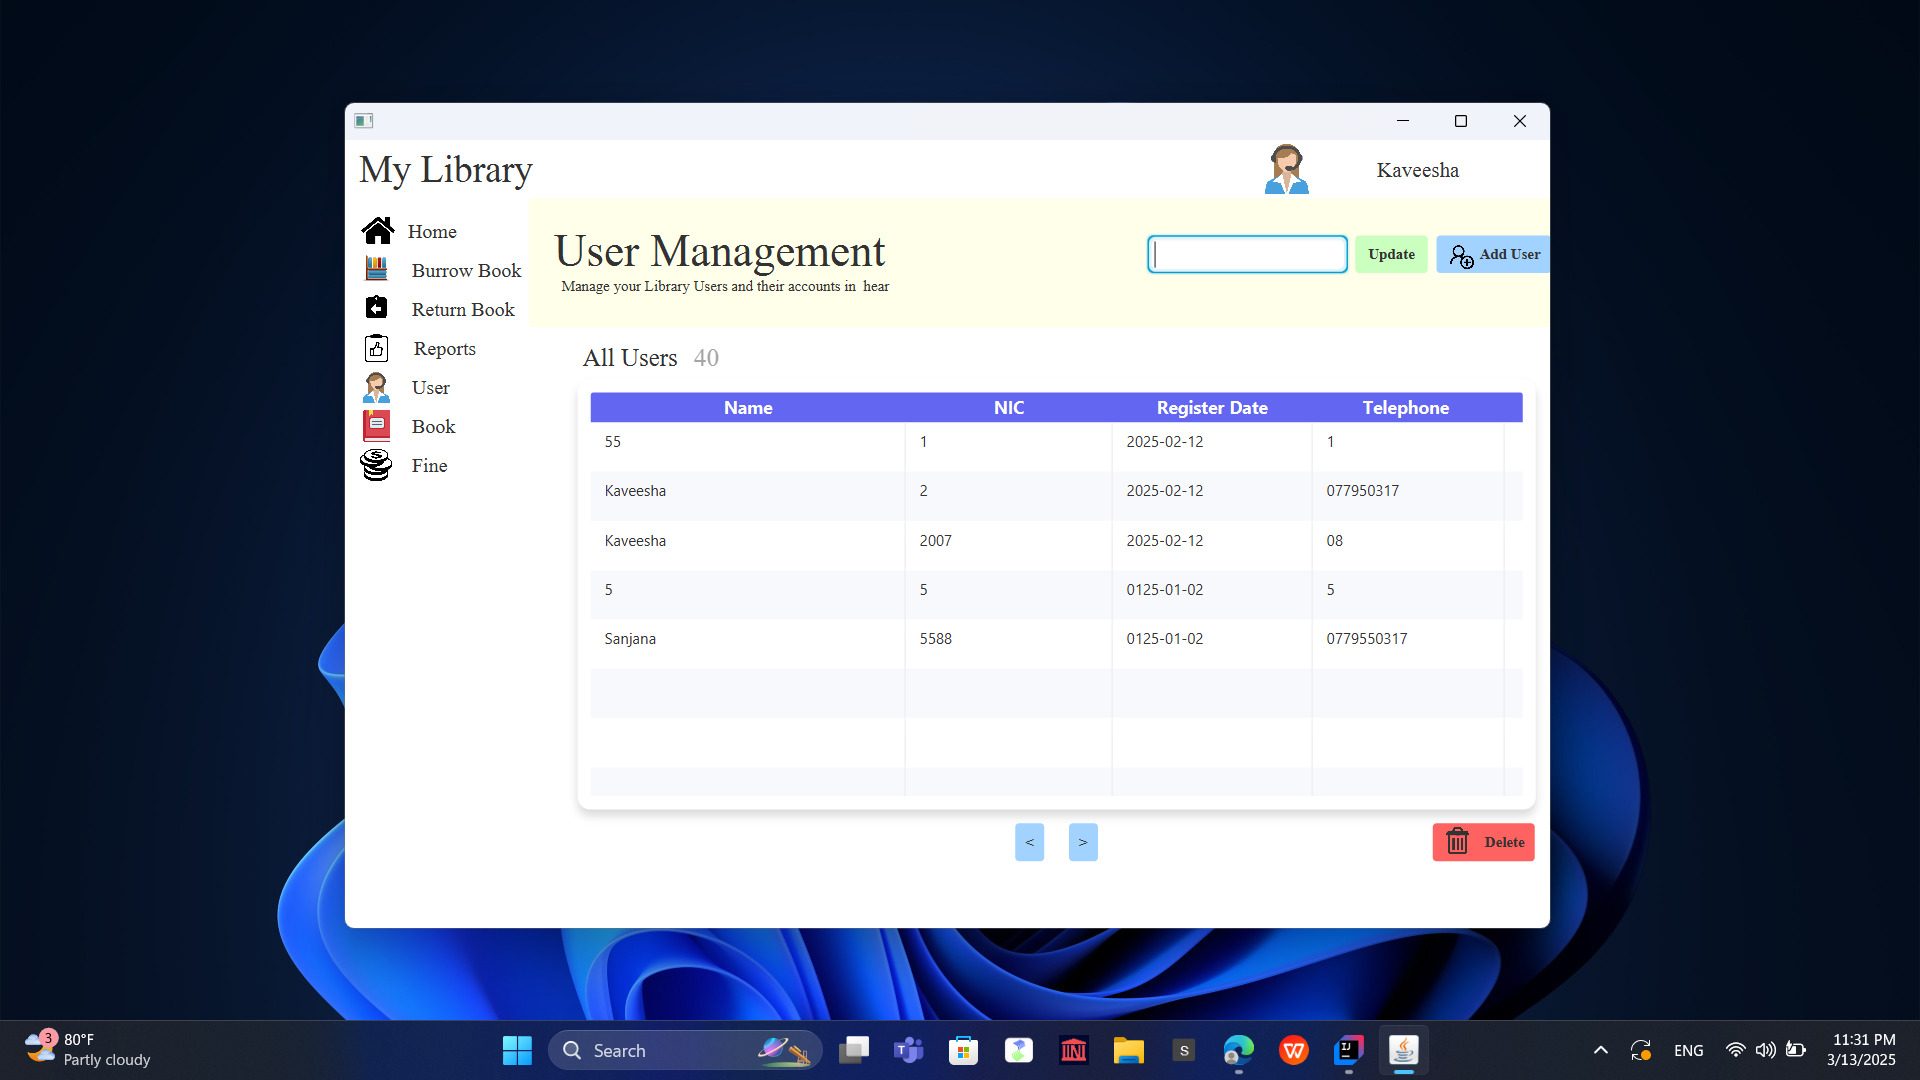 My Library
Kaveesha
Home
Burrow Book
Return Book
Reports
User
Book
Fine
User Management
Manage your Library Users and their accounts in  hear
Update
Add User
All Users 40
Name NIC Register Date Telephone
55 1 2025-02-12 1
Kaveesha 2 2025-02-12 077950317
Kaveesha 2007 2025-02-12 08
5 5 0125-01-02 5
Sanjana 5588 0125-01-02 0779550317
< >
Delete
3
80°F
Partly cloudy
Search
T
S
W
IJ
ENG
11:31 PM
3/13/2025